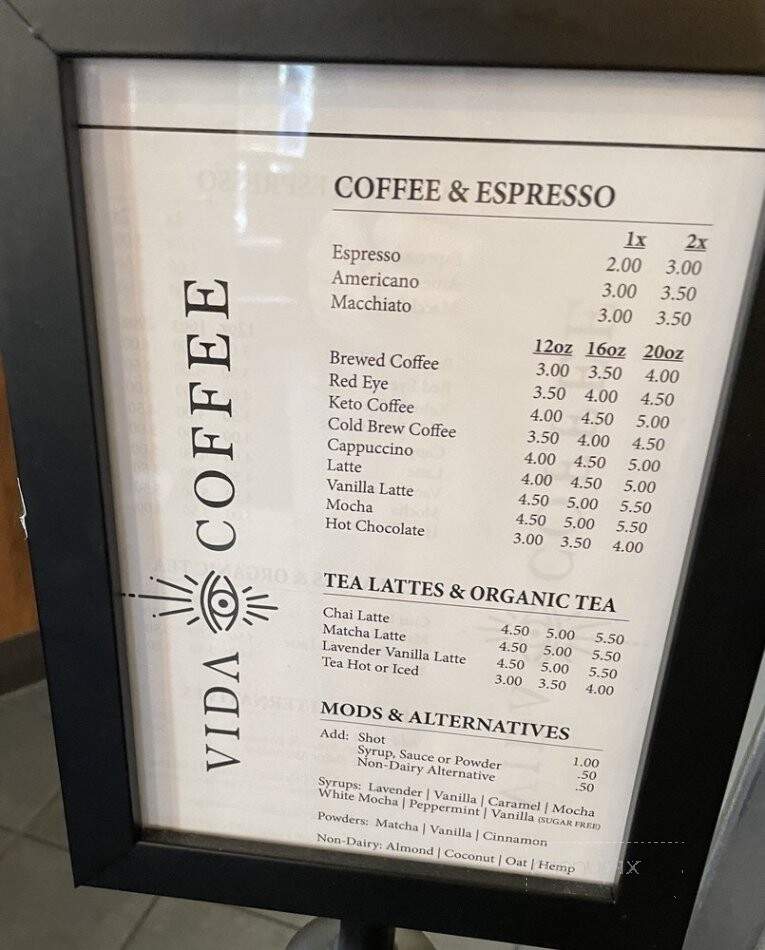 COFFEE & ESPRESSO
1x 2x
Espresso 2.00 3.00
Americano 3.00 3.50
Macchiato 3.00 3.50
12oz 16oz 20oz
Brewed Coffee 3.00 3.50 4.00
Red Eye 3.50 4.00 4.50
Keto Coffee 4.00 4.50 5.00
Cold Brew Coffee 3.50 4.00 4.50
Cappuccino 4.00 4.50 5.00
Latte 4.00 4.50 5.00
Vanilla Latte 4.50 5.00 5.50
Mocha 4.50 5.00 5.50
Hot Chocolate 3.00 3.50 4.00
TEA LATTES & ORGANIC TEA
Chai Latte 4.50 5.00 5.50
Matcha Latte 4.50 5.00 5.50
Lavender Vanilla Latte 4.50 5.00 5.50
Tea Hot or Iced 3.00 3.50 4.00
MODS & ALTERNATIVES
Add: Shot 1.00
Syrup, Sauce or Powder .50
Non-Dairy Alternative .50
Syrups: Lavender | Vanilla | Caramel | Mocha
White Mocha | Peppermint | Vanilla (SUGAR FREE)
Powders: Matcha | Vanilla | Cinnamon
Non-Dairy: Almond | Coconut | Oat | Hemp
VIDA COFFEE